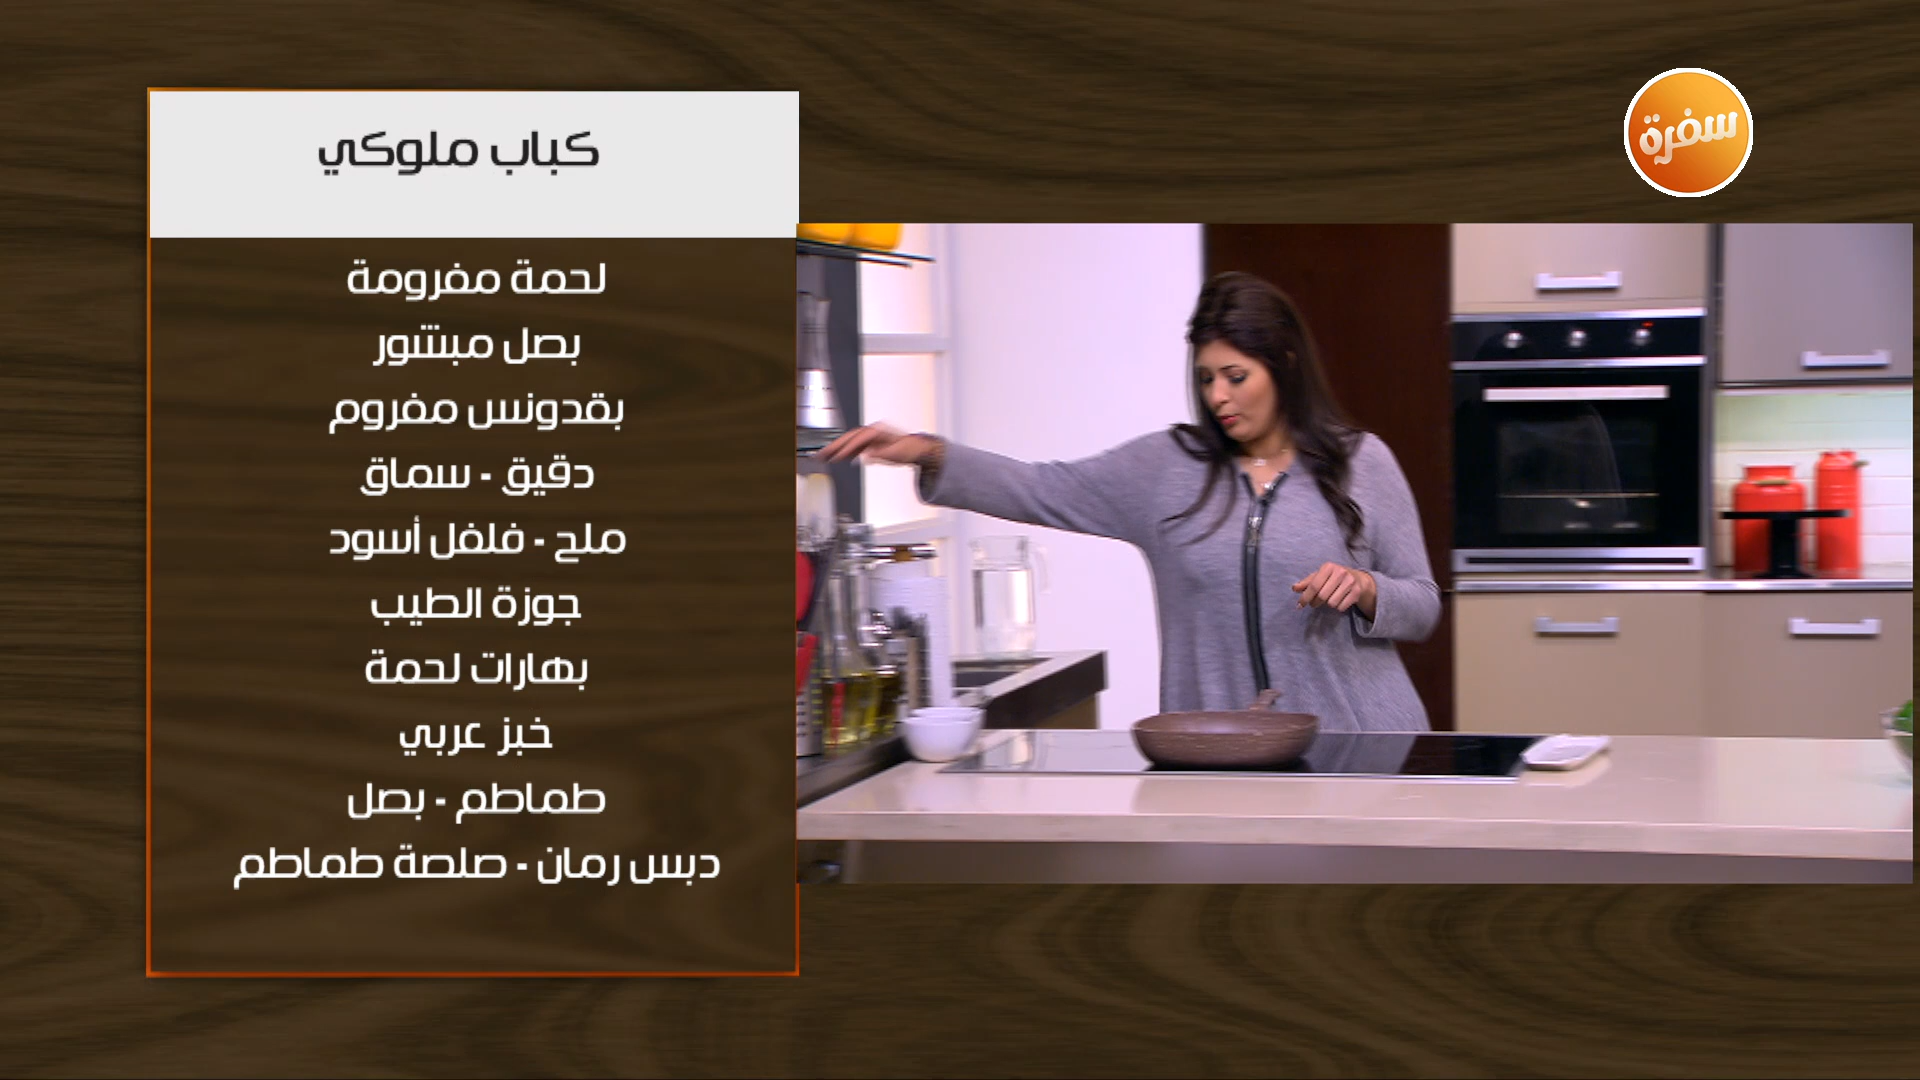 كباب ملوكي
لحمة مفرومة
بصل مبشور
بقدونس مفروم
دقيق - سماق
ملح - فلفل أسود
جوزة الطيب
بهارات لحمة
خبز عربي
طماطم - بصل
دبس رمان - صلصة طماطم
سفرة